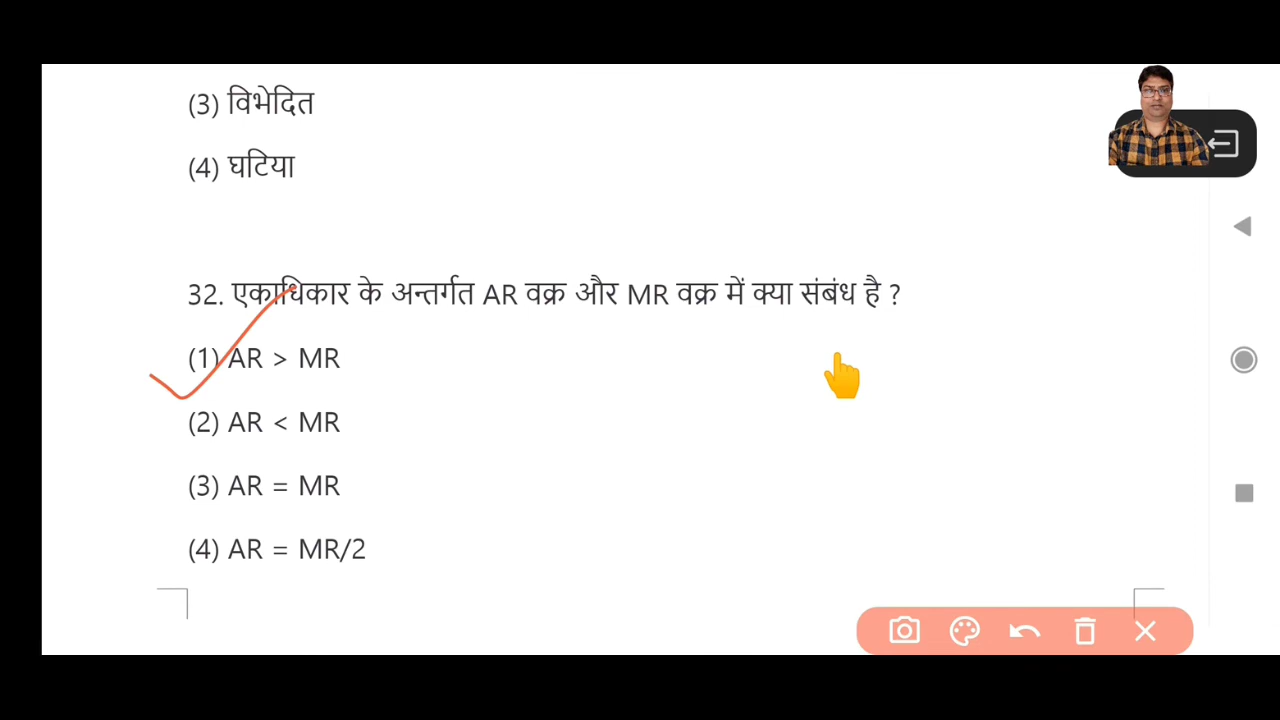 (3) विभेदित
(4) घटिया
32. एकाधिकार के अन्तर्गत AR वक्र और MR वक्र में क्या संबंध है ?
(1) AR > MR
(2) AR < MR
(3) AR = MR
(4) AR = MR/2